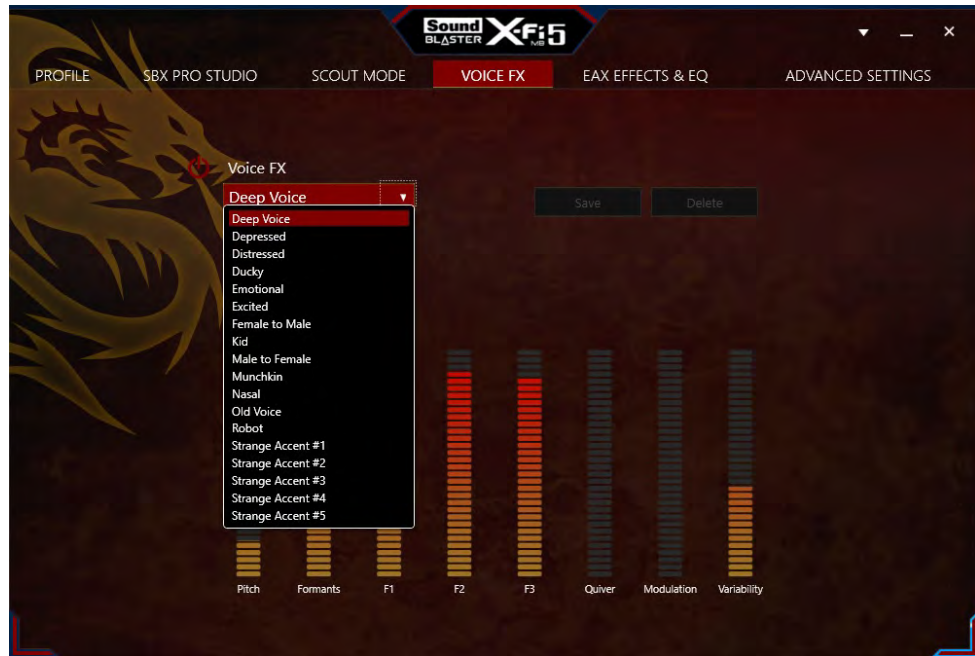 Sound
BLASTER X-Fi5
MB
PROFILE SBX PRO STUDIO SCOUT MODE VOICE FX EAX EFFECTS & EQ ADVANCED SETTINGS
Voice FX
Deep Voice
Save Delete
Deep Voice
Depressed
Distressed
Ducky
Emotional
Excited
Female to Male
Kid
Male to Female
Munchkin
Nasal
Old Voice
Robot
Strange Accent #1
Strange Accent #2
Strange Accent #3
Strange Accent #4
Strange Accent #5
Pitch Formants F1 F2 F3 Quiver Modulation Variability